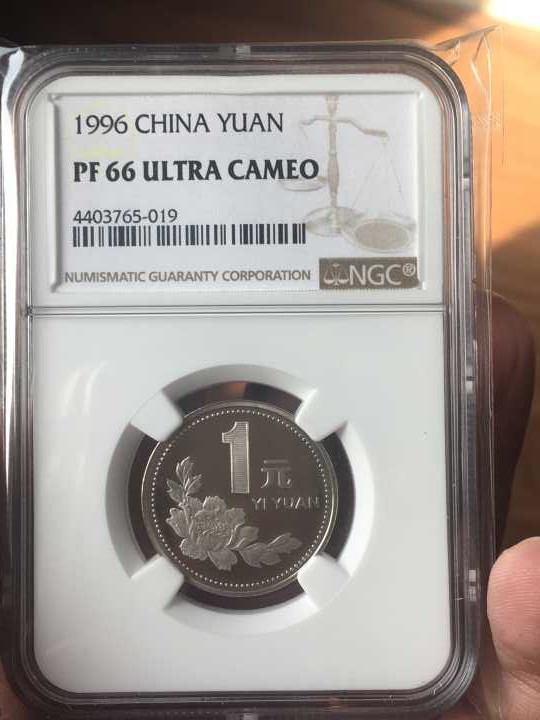 1996 CHINA YUAN
PF 66 ULTRA CAMEO
4403765-019
NUMISMATIC GUARANTY CORPORATION NGC®
1 元
YI YUAN